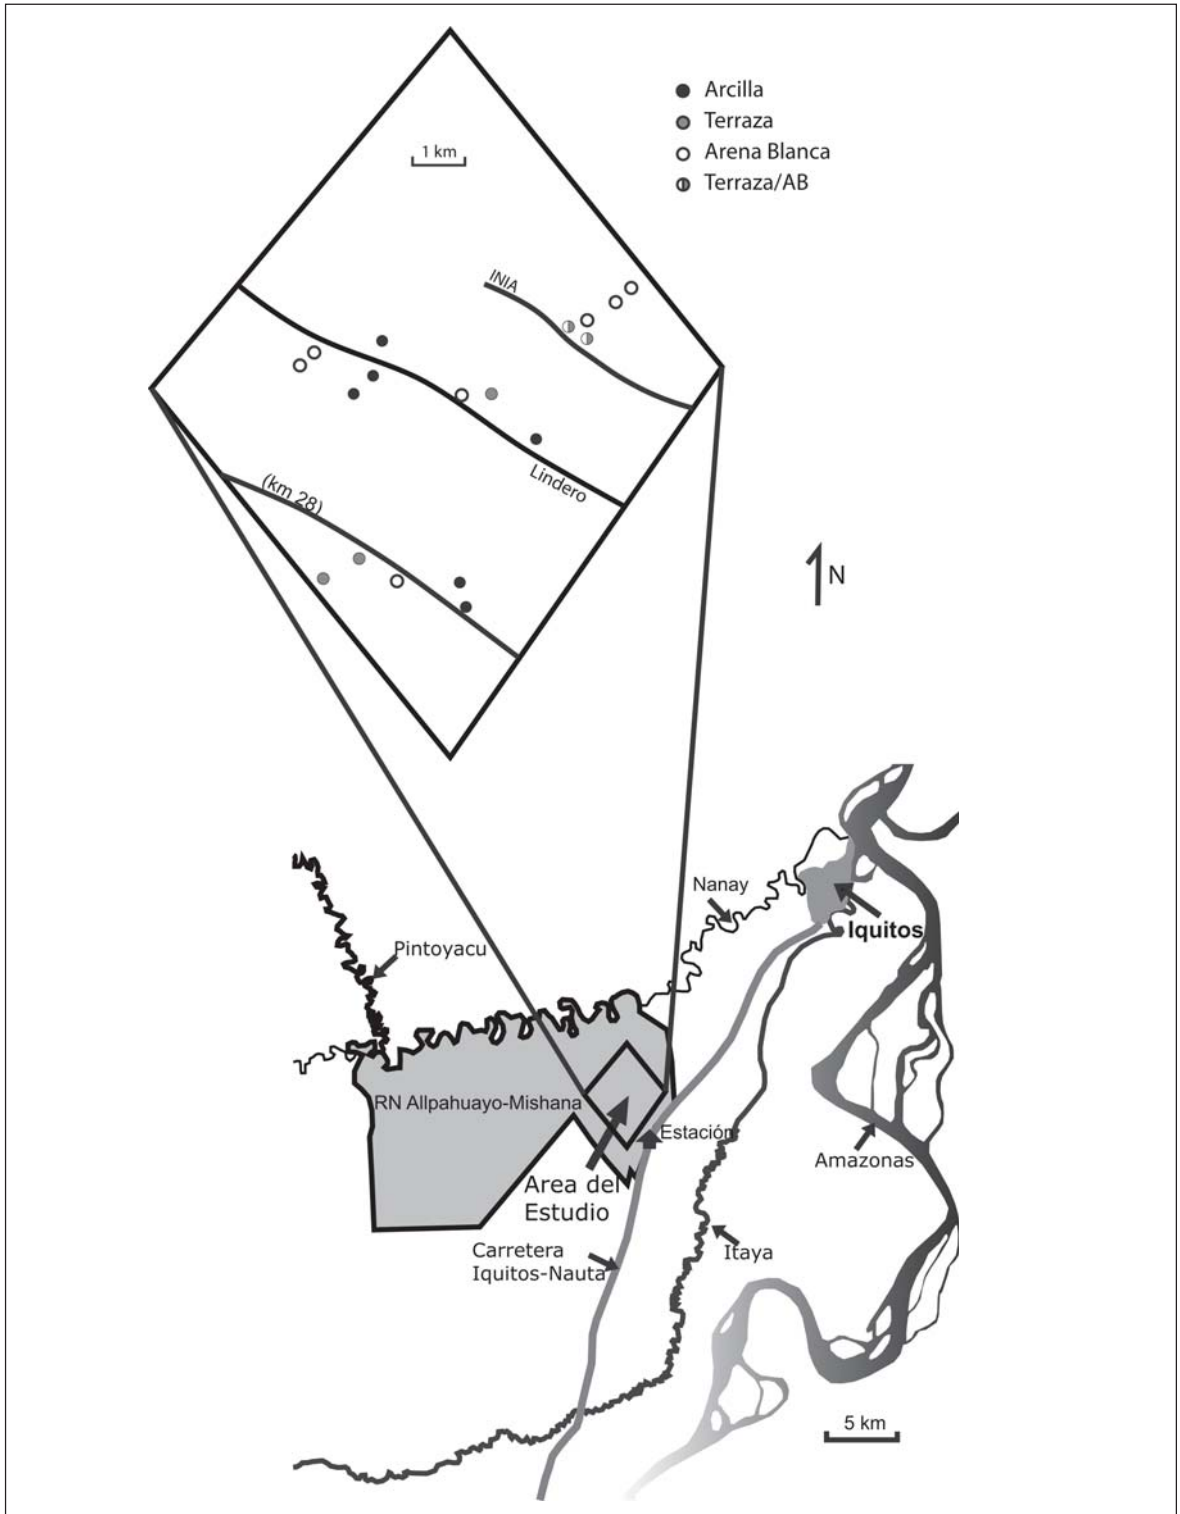 Arcilla
Terraza
1 km
Arena Blanca
Terraza/AB
INIA
Lindero
(km 28)
N
Nanay
Iquitos
Pintoyacu
RN Allpahuayo-Mishana
Estación
Amazonas
Area del
Estudio
Carretera
Iquitos-Nauta
Itaya
5 km